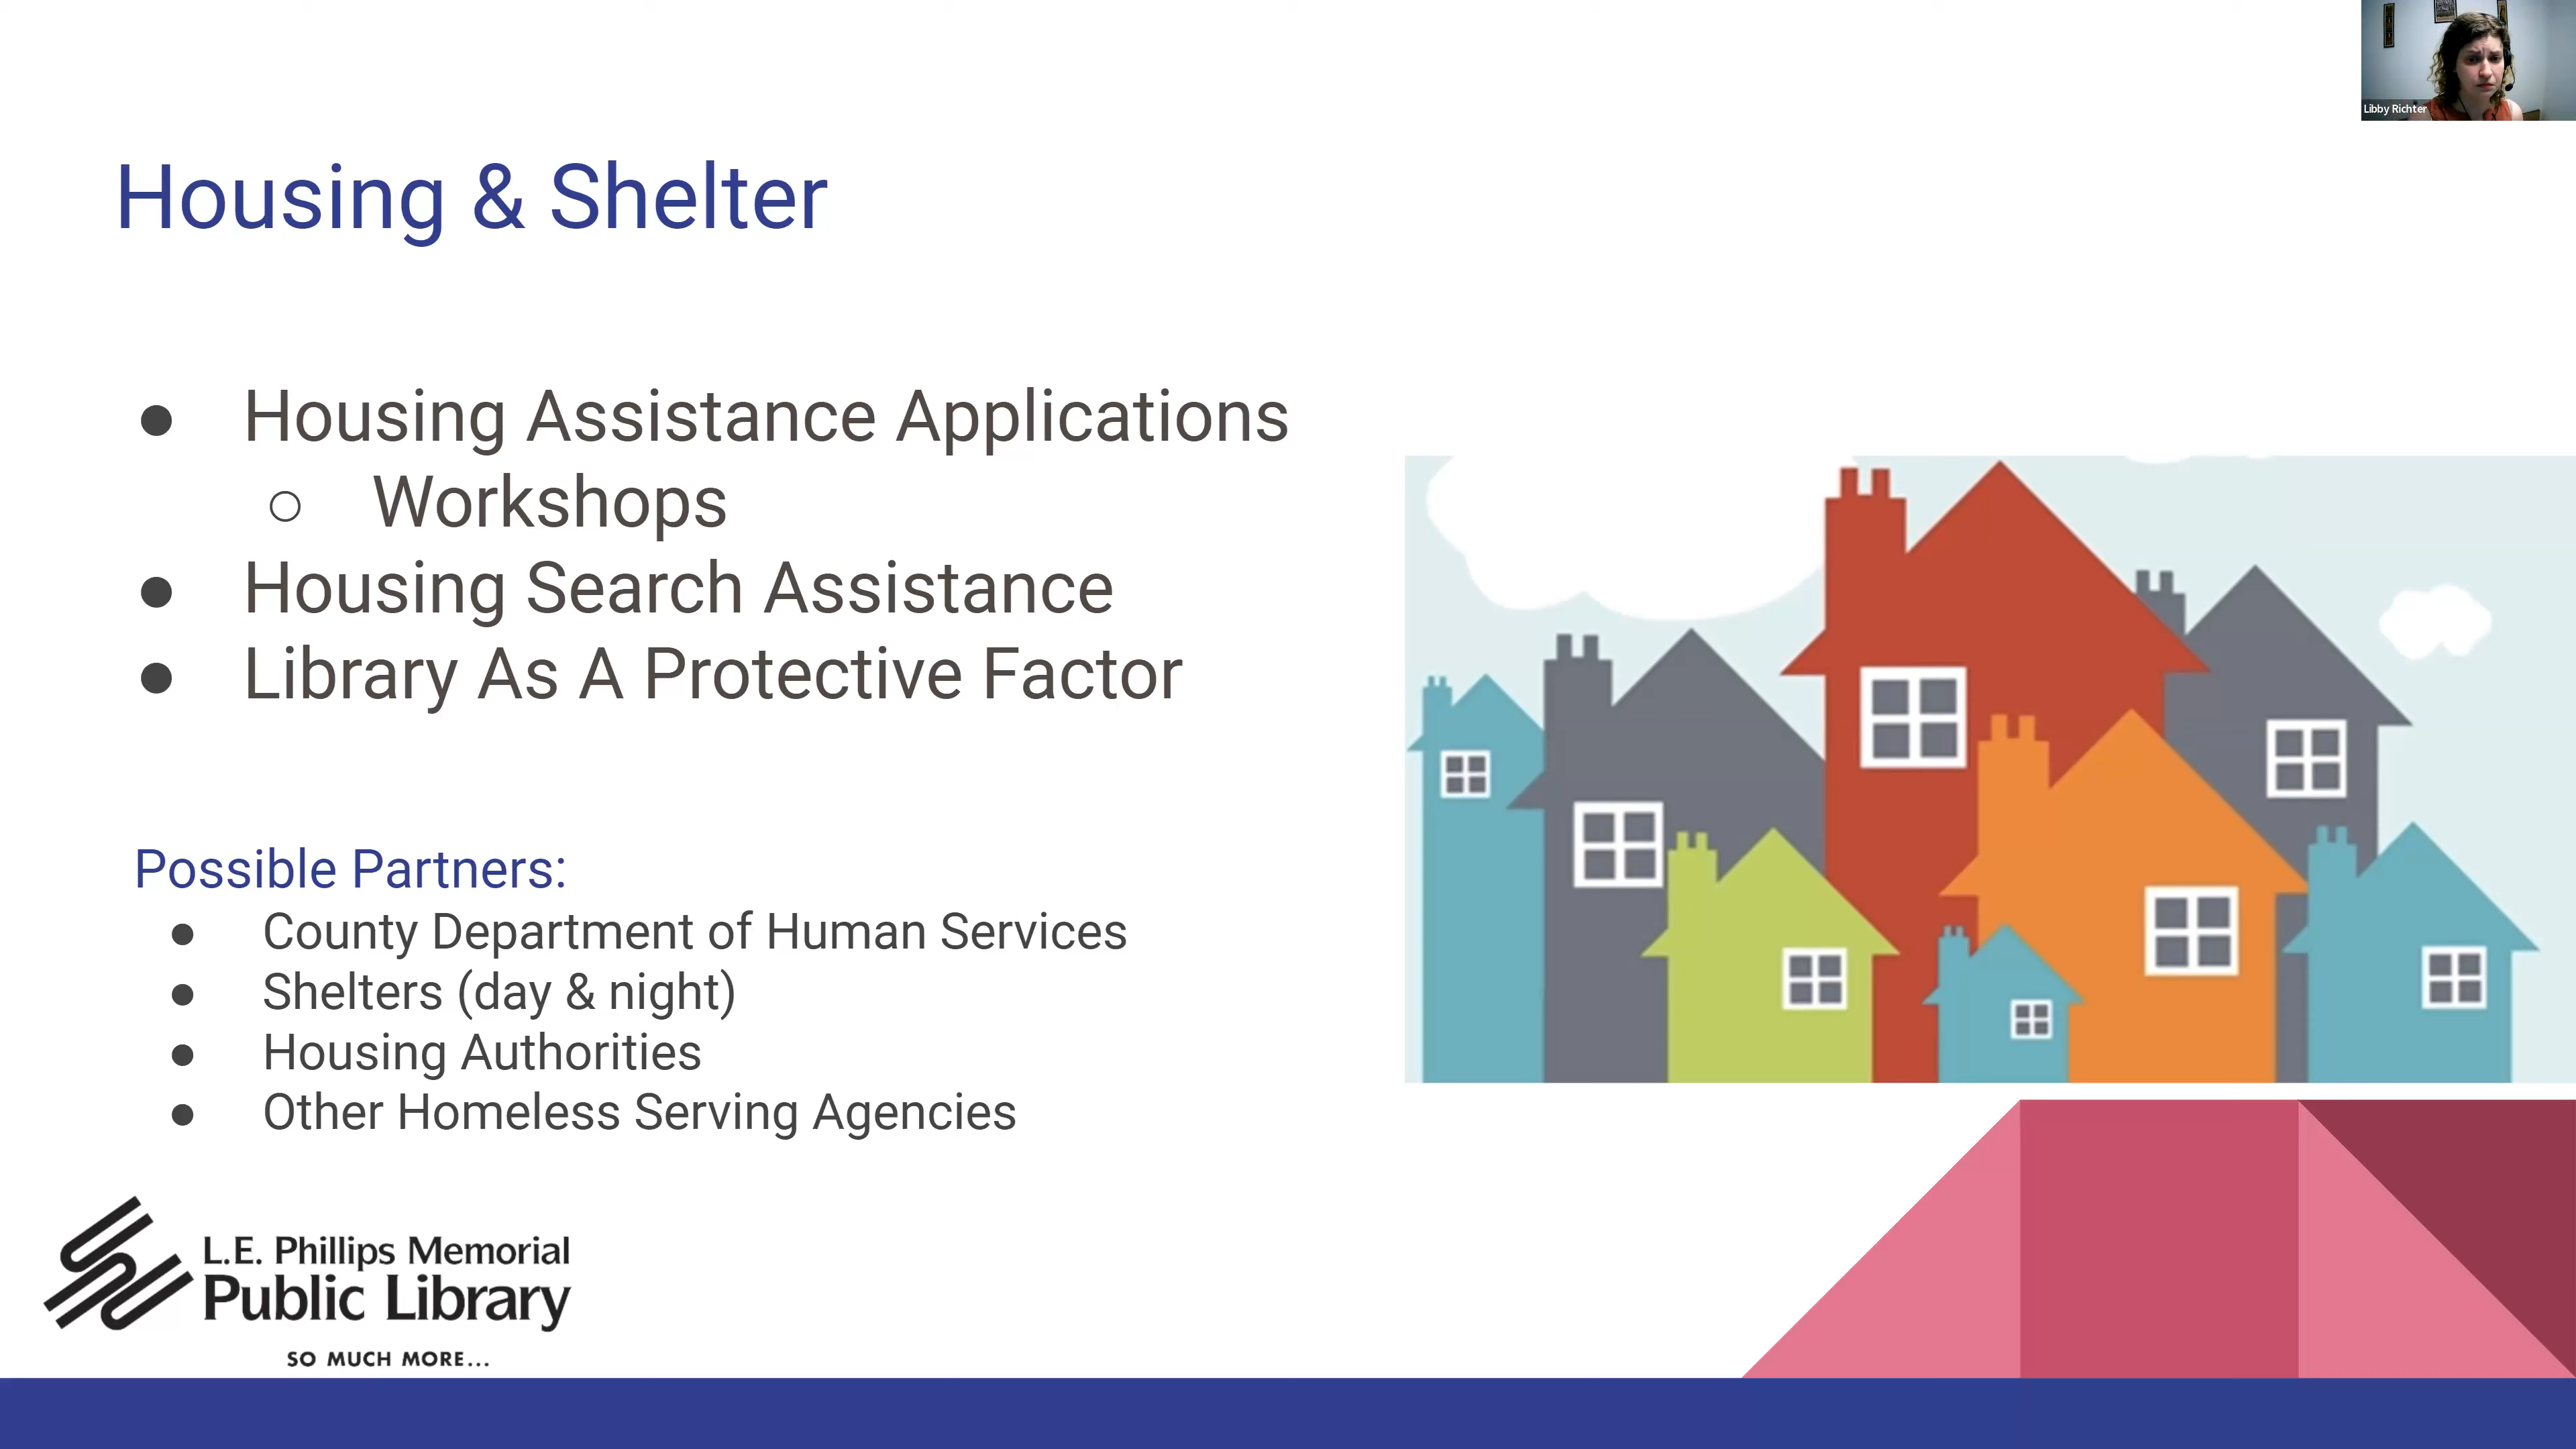 Libby Richter
Housing & Shelter
● Housing Assistance Applications
○ Workshops
● Housing Search Assistance
● Library As A Protective Factor
Possible Partners:
● County Department of Human Services
● Shelters (day & night)
● Housing Authorities
● Other Homeless Serving Agencies
L.E. Phillips Memorial
Public Library
SO MUCH MORE...